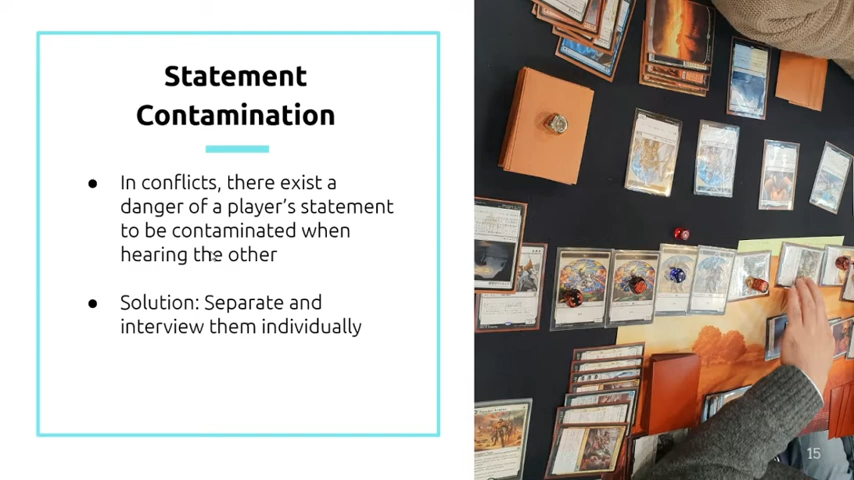 Statement
Contamination
● In conflicts, there exist a
danger of a player's statement
to be contaminated when
hearing the other
● Solution: Separate and
interview them individually
15